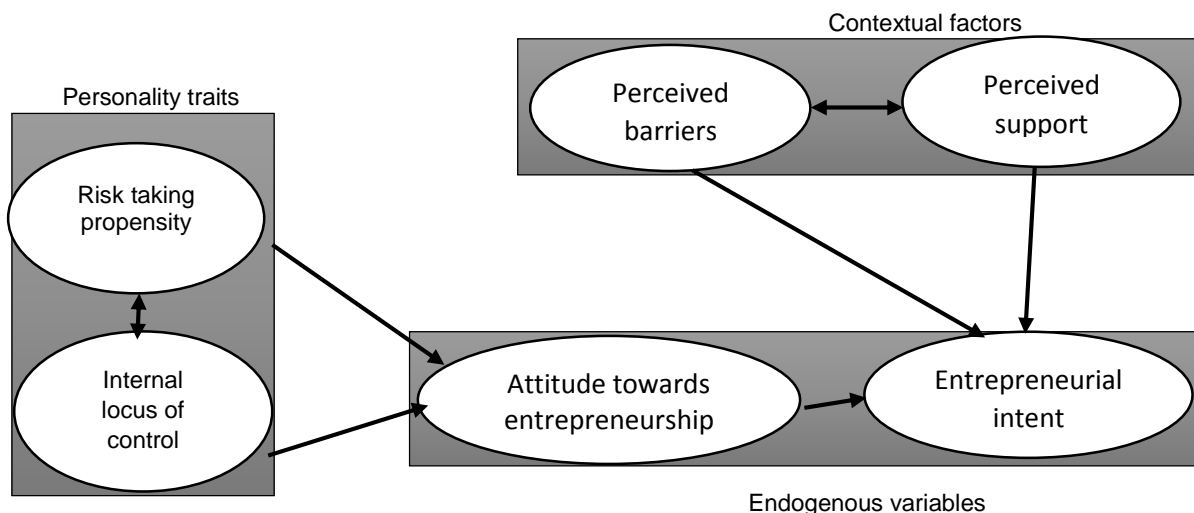 Contextual factors
Perceived
barriers
Perceived
support
Personality traits
Risk taking
propensity
Internal
locus of
control
Attitude towards
entrepreneurship
Entrepreneurial
intent
Endogenous variables